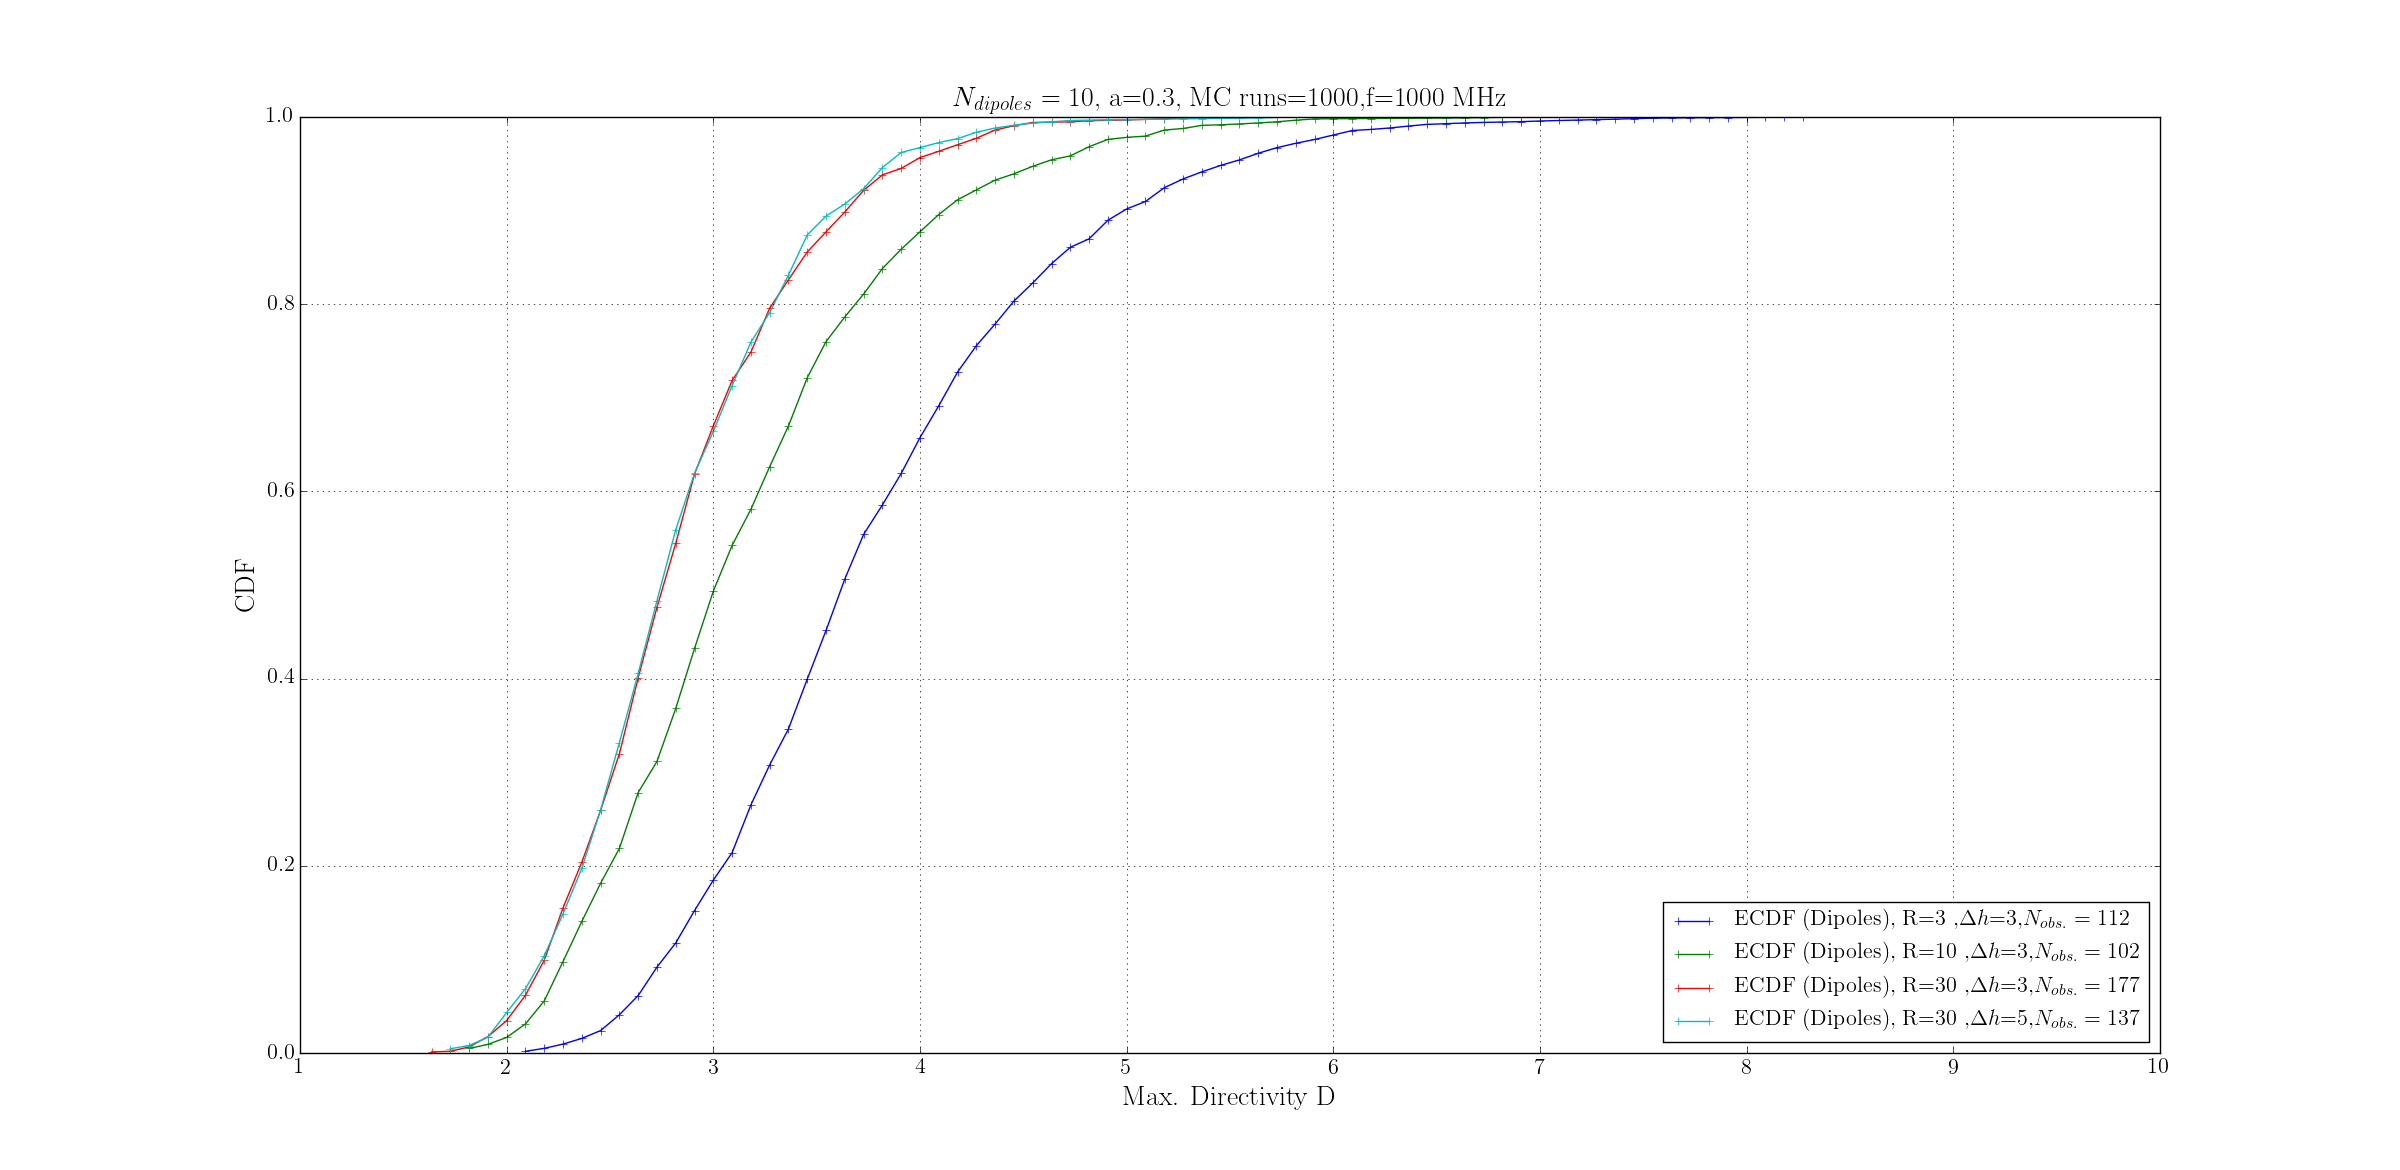 N_dipoles = 10, a=0.3, MC runs=1000,f=1000 MHz
1.0
0.8
0.6
0.4
0.2
0.0
CDF
1 2 3 4 5 6 7 8 9 10
Max. Directivity D
ECDF (Dipoles), R=3 ,Δh=3,N_obs. = 112
ECDF (Dipoles), R=10 ,Δh=3,N_obs. = 102
ECDF (Dipoles), R=30 ,Δh=3,N_obs. = 177
ECDF (Dipoles), R=30 ,Δh=5,N_obs. = 137